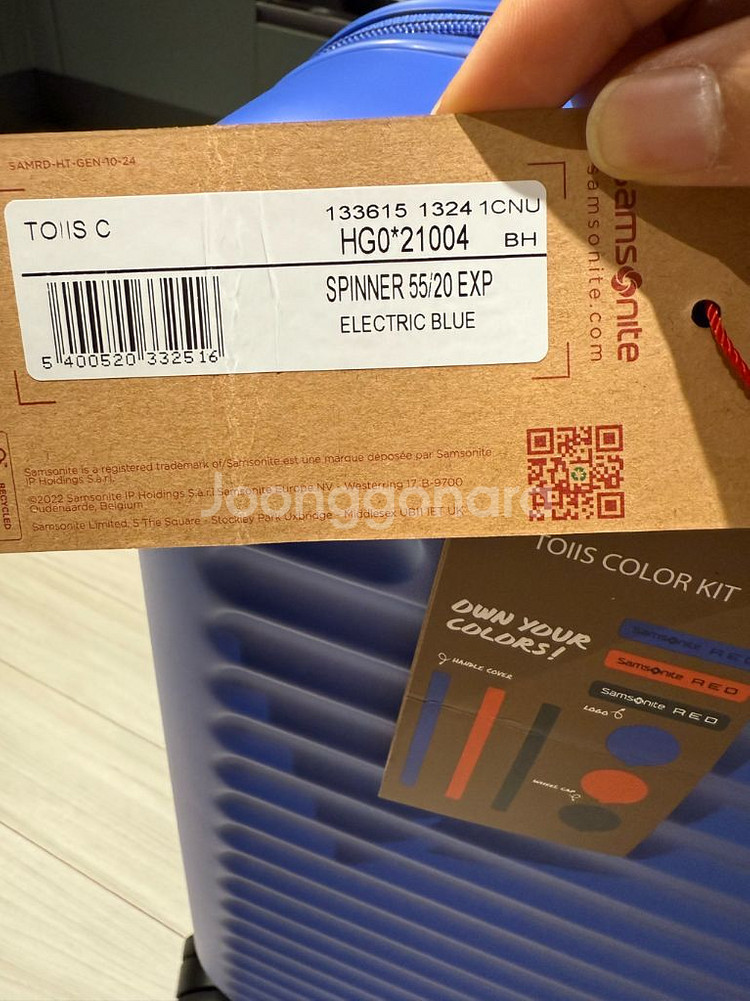 SAMRD-HT-GEN-10-24
TOIIS C
133615 1324 1CNU
HG0*21004 BH
SPINNER 55/20 EXP
ELECTRIC BLUE
5 400520 332516
samsonite
samsonite.com
RECYCLED
Samsonite is a registered trademark of/Samsonite est une marque déposée par Samsonite
IP Holdings S.a.r.l.
©2022 Samsonite IP Holdings S.a.r.l Samsonite Europe NV - Westerring 17, B-9700
Oudenaarde, Belgium
Samsonite Limited, 5 The Square - Stockley Park Uxbridge - Middlesex UB11 1ET UK
Joonggonara
TOIIS COLOR KIT
OWN YOUR
COLORS!
HANDLE COVER
samsonite RED
samsonite RED
samsonite RED
LOGO
WHEEL CAP